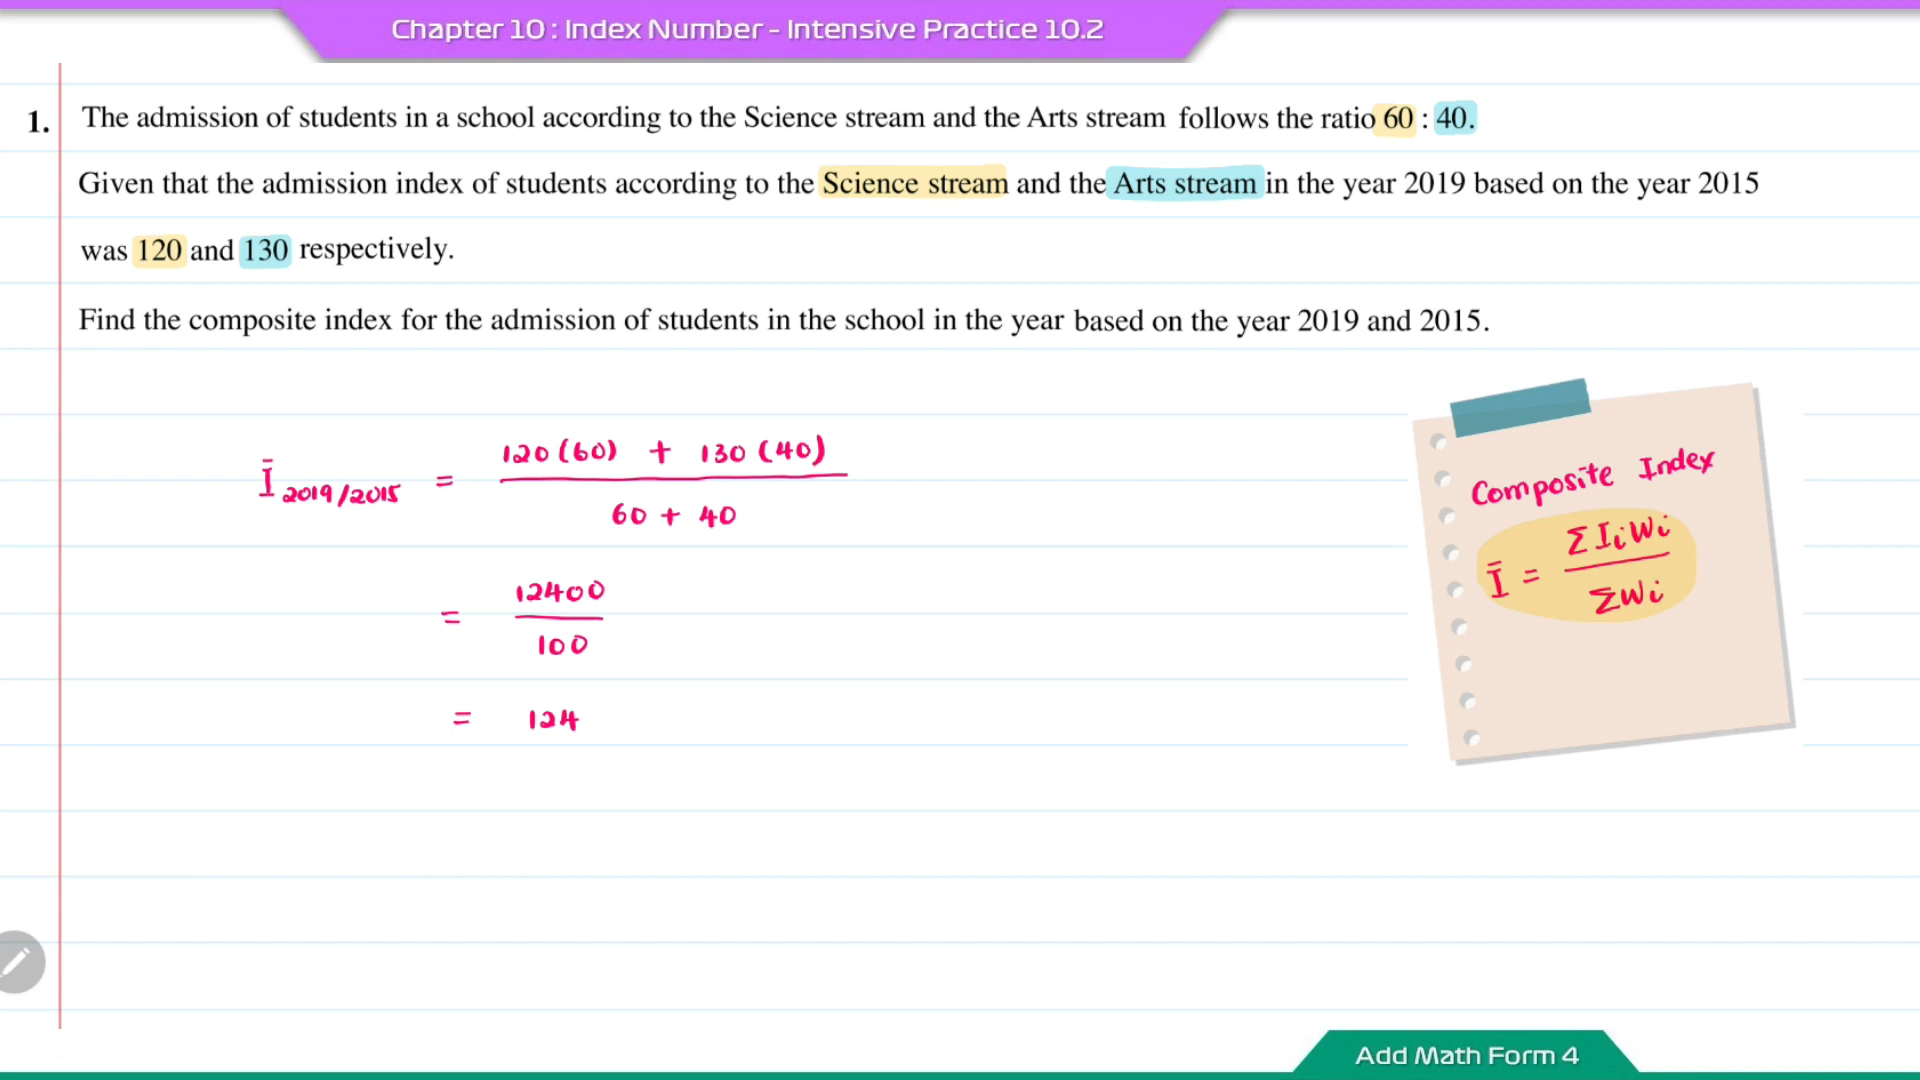 Chapter 10 : Index Number - Intensive Practice 10.2
1. The admission of students in a school according to the Science stream and the Arts stream follows the ratio 60 : 40.
Given that the admission index of students according to the Science stream and the Arts stream in the year 2019 based on the year 2015
was 120 and 130 respectively.
Find the composite index for the admission of students in the school in the year based on the year 2019 and 2015.
Ī 2019/2015 = 120 (60) + 130 (40)
60 + 40
= 12400
100
= 124
Composite Index
Ī = ΣIiWi
ΣWi
Add Math Form 4